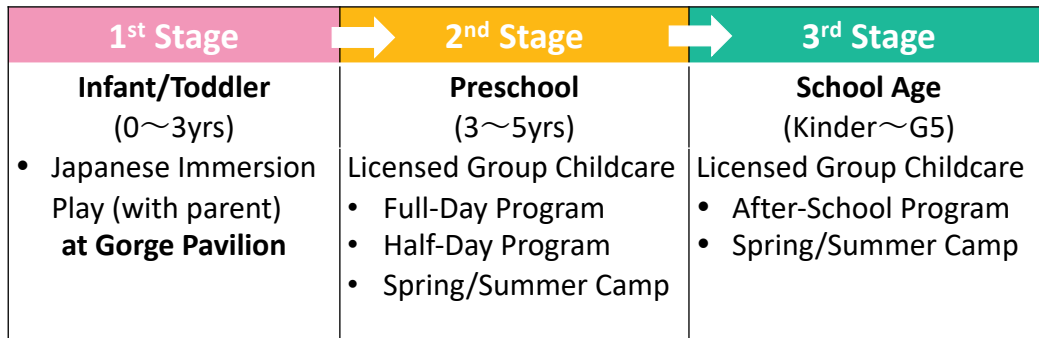 1st Stage
2nd Stage
3rd Stage
Infant/Toddler
(0～3yrs)
• Japanese Immersion
Play (with parent)
at Gorge Pavilion
Preschool
(3～5yrs)
Licensed Group Childcare
• Full-Day Program
• Half-Day Program
• Spring/Summer Camp
School Age
(Kinder～G5)
Licensed Group Childcare
• After-School Program
• Spring/Summer Camp